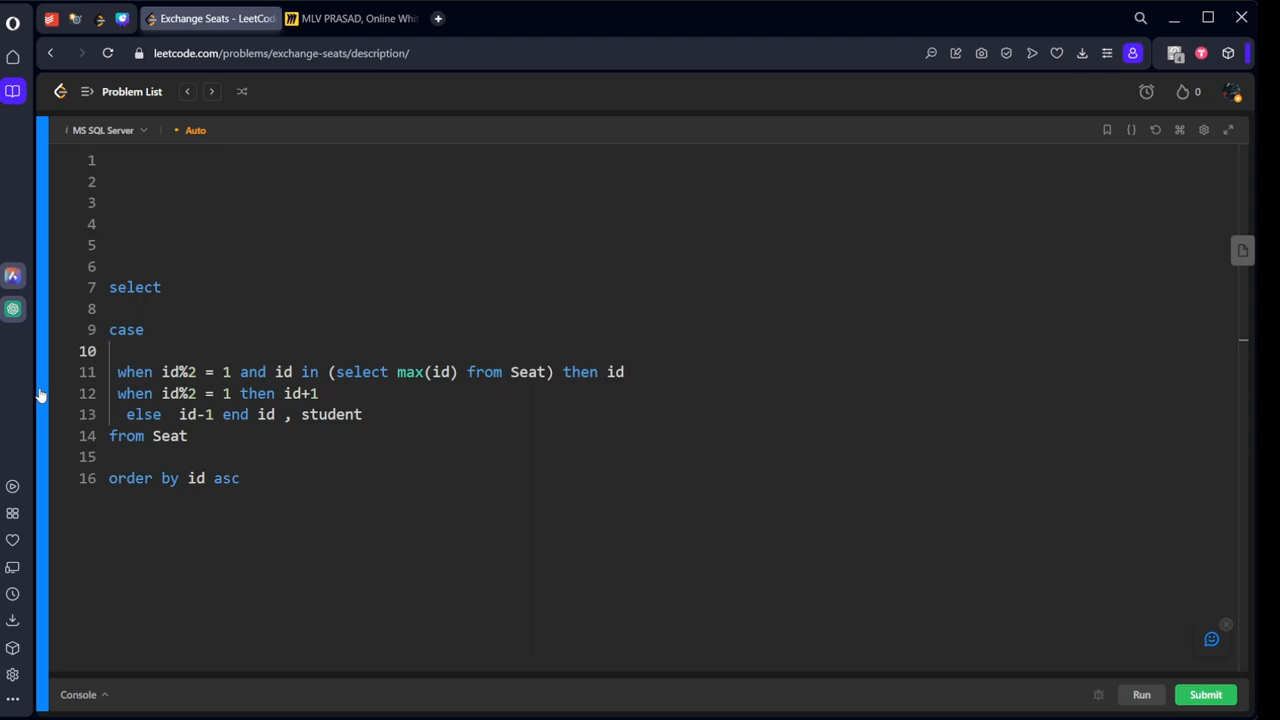 Exchange Seats - LeetCod
MLV PRASAD, Online Whi
leetcode.com/problems/exchange-seats/description/
4
Problem List
0
i MS SQL Server
• Auto
1
2
3
4
5
6
7 select
8
9 case
10
11 when id%2 = 1 and id in (select max(id) from Seat) then id
12 when id%2 = 1 then id+1
13 else id-1 end id , student
14 from Seat
15
16 order by id asc
Console
Run
Submit